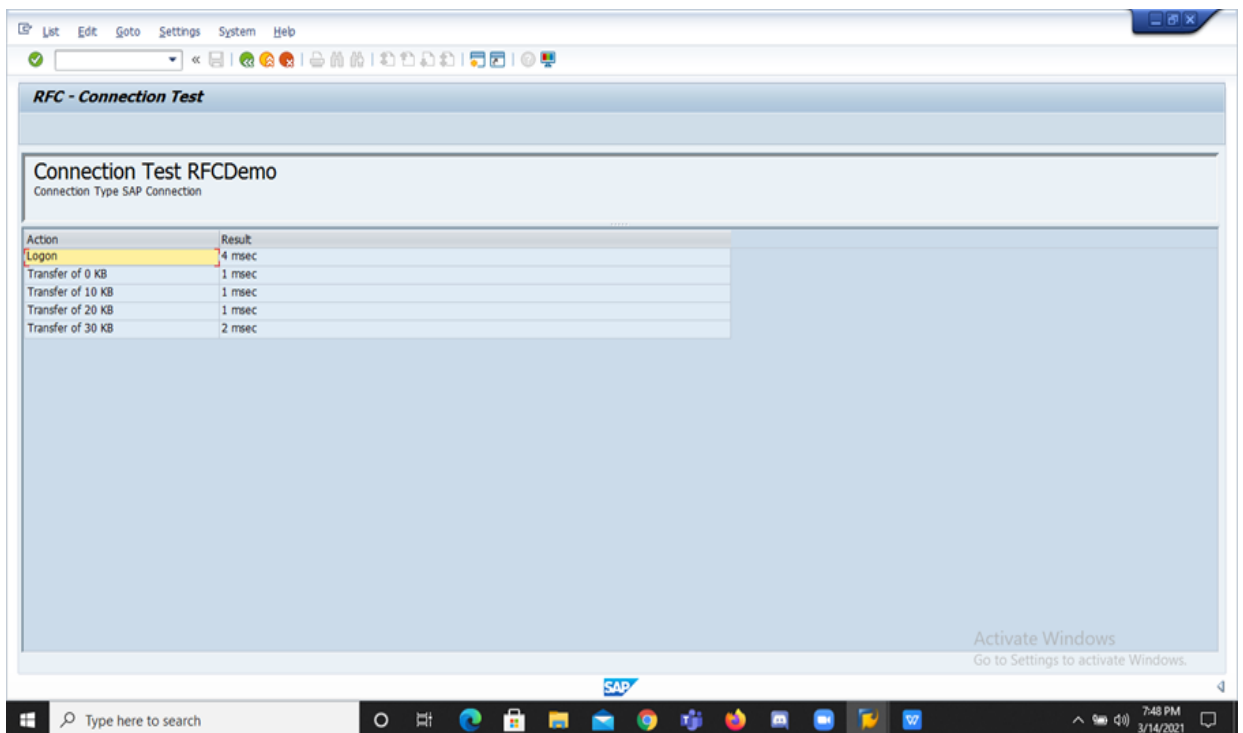 List Edit Goto Settings System Help
RFC - Connection Test
Connection Test RFCDemo
Connection Type SAP Connection
Action Result
Logon 4 msec
Transfer of 0 KB 1 msec
Transfer of 10 KB 1 msec
Transfer of 20 KB 1 msec
Transfer of 30 KB 2 msec
Activate Windows
Go to Settings to activate Windows.
SAP
Type here to search
7:48 PM
3/14/2021